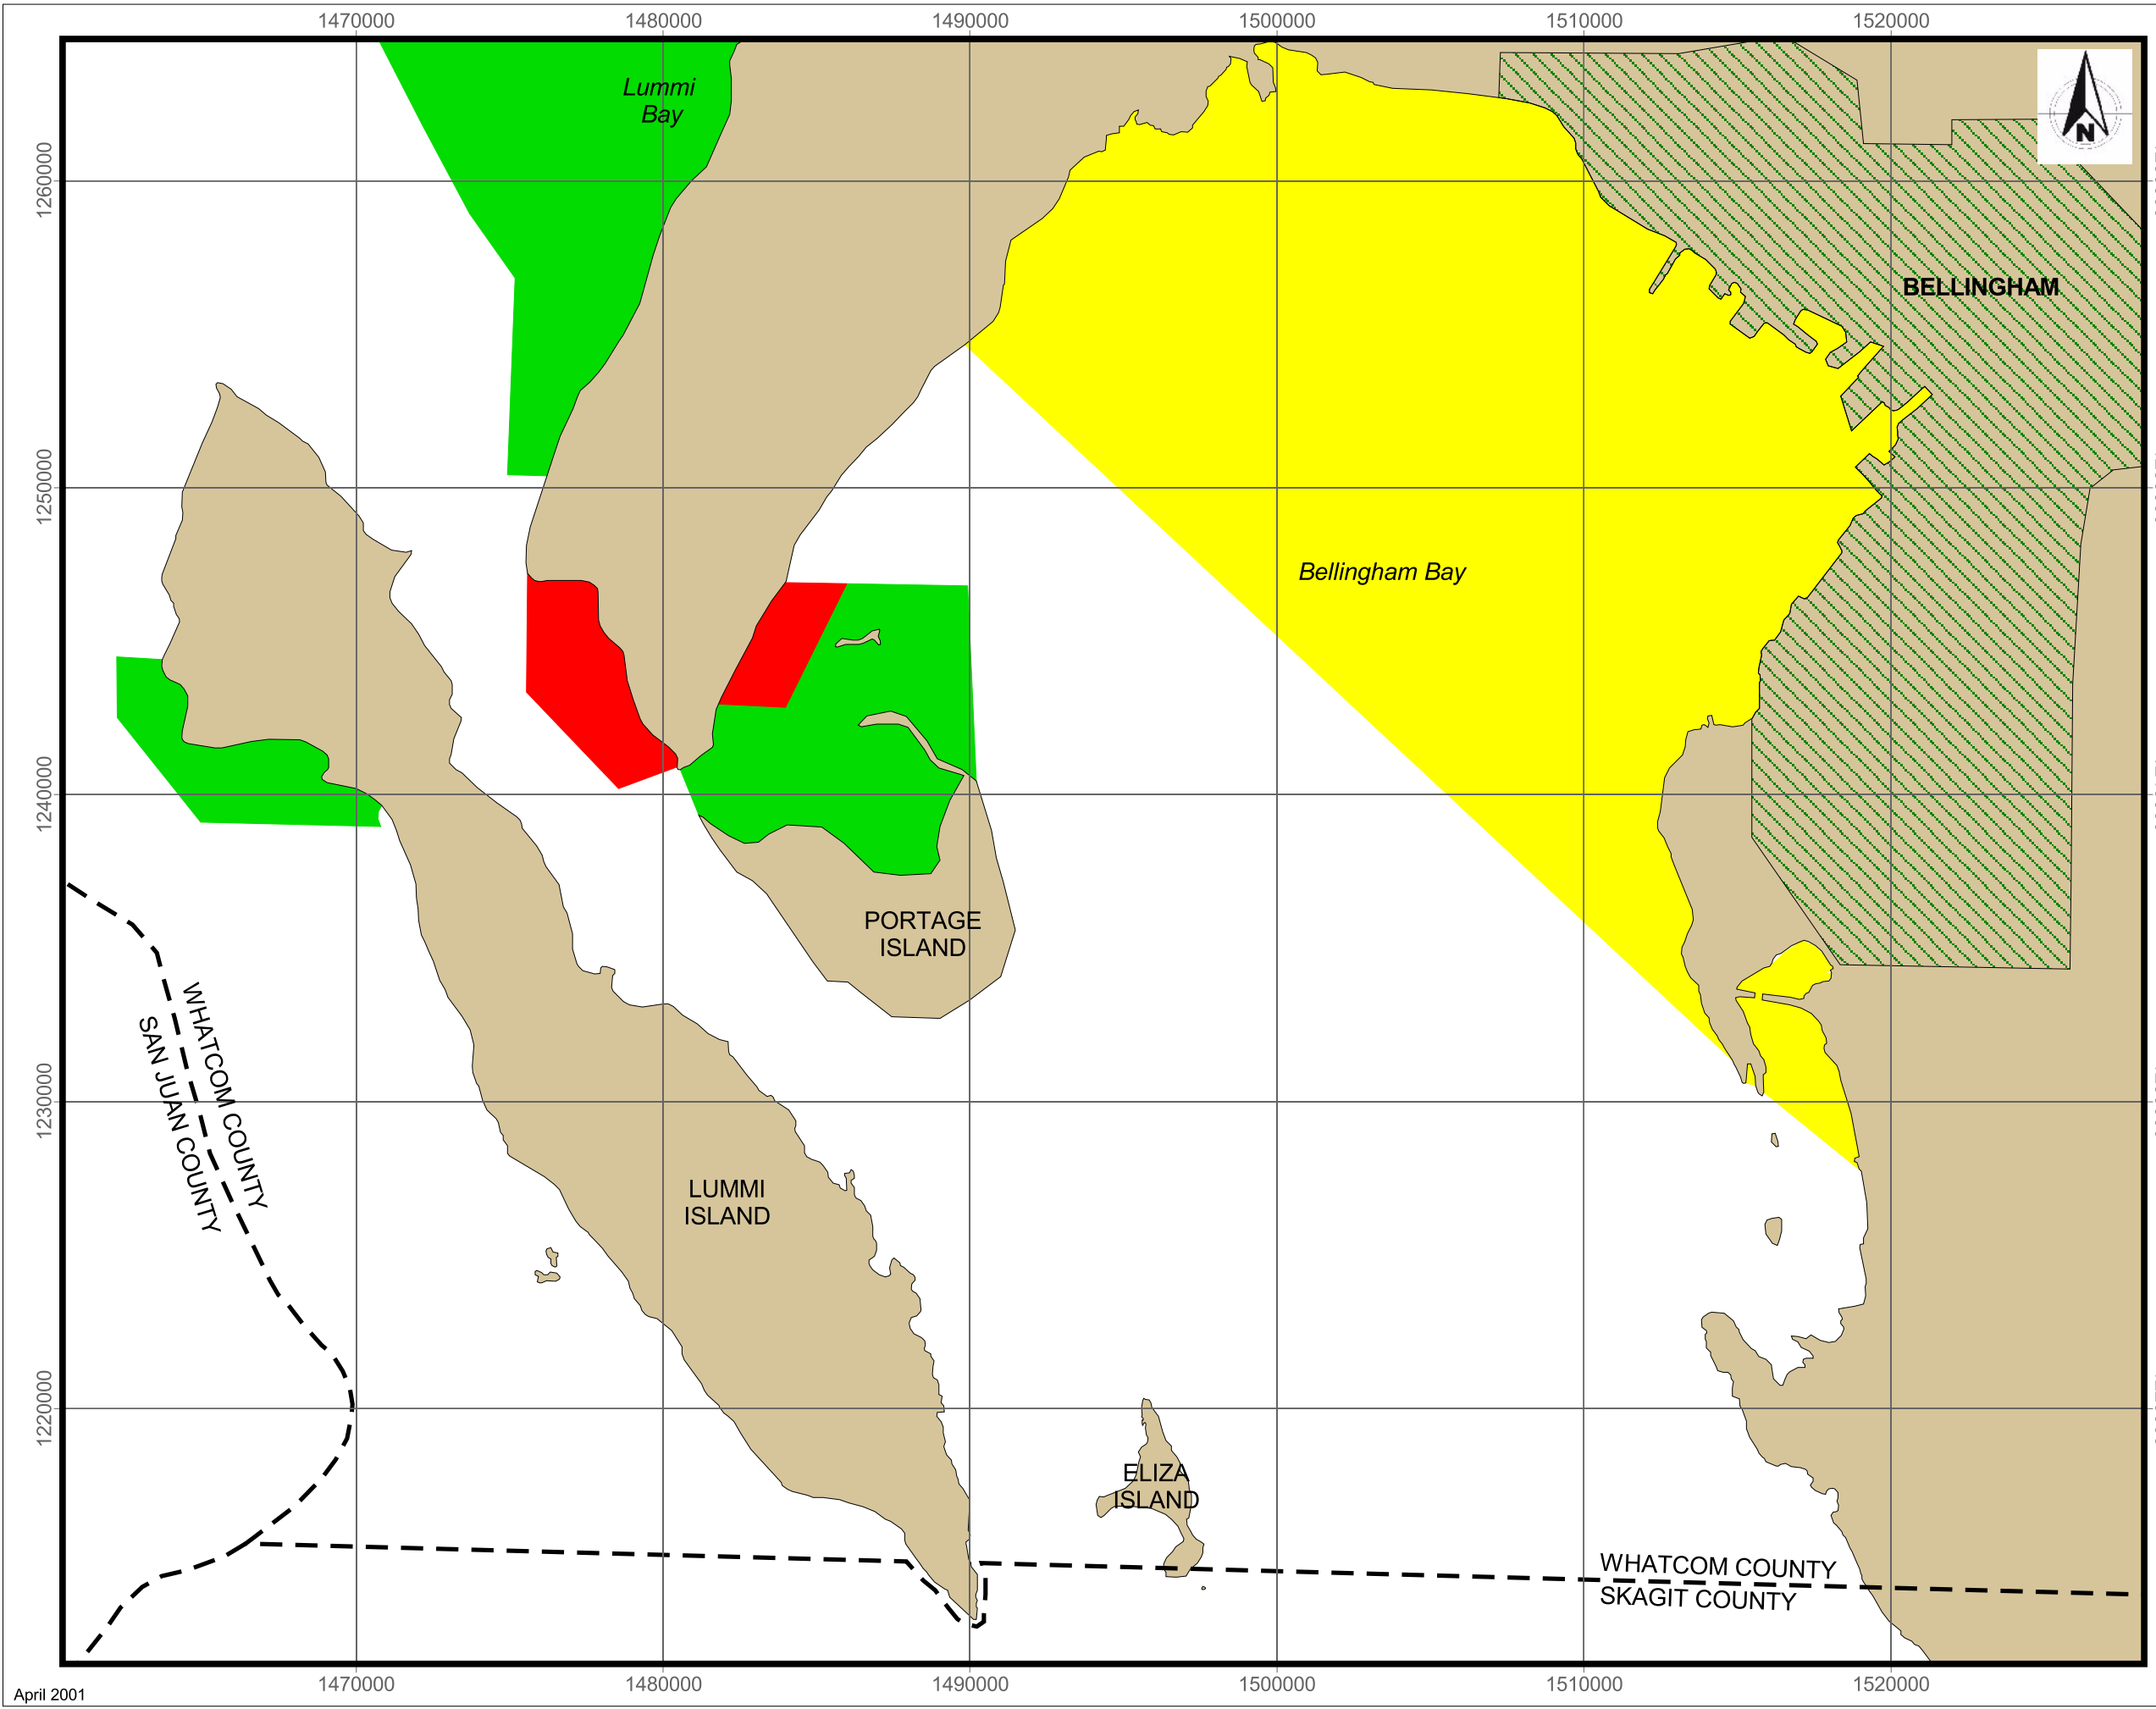 1470000 1480000 1490000 1500000 1510000 1520000
Lummi
Bay
N
1260000
BELLINGHAM
1250000
Bellingham Bay
1240000
PORTAGE
ISLAND
WHATCOM COUNTY
SAN JUAN COUNTY
1230000
LUMMI
ISLAND
1220000
ELIZA
ISLAND
WHATCOM COUNTY
SKAGIT COUNTY
1470000 1480000 1490000 1500000 1510000 1520000
April 2001